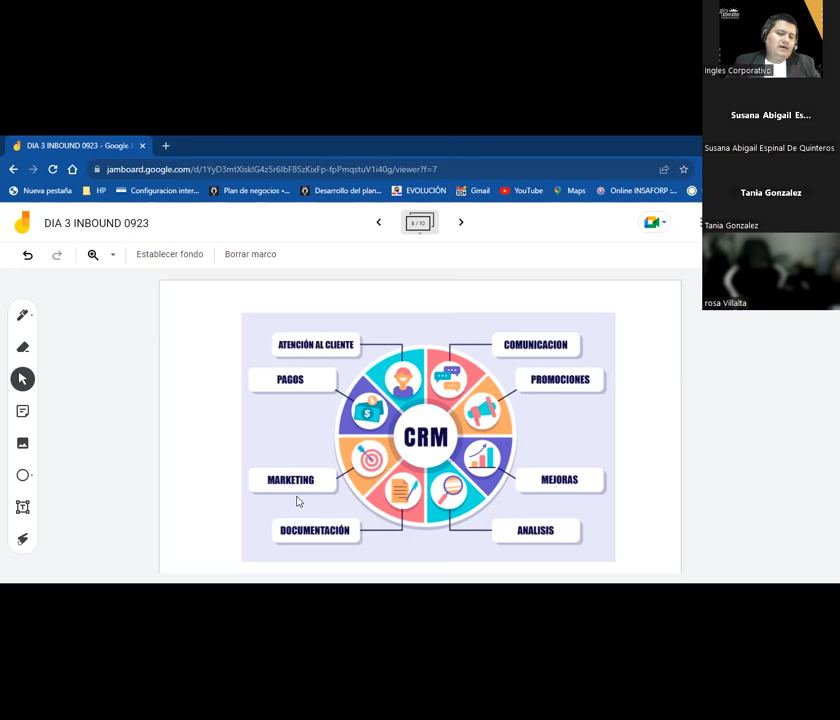 DIA 3 INBOUND 0923 - Google J
jamboard.google.com/d/1YyD3mtXiskIG4z5r6IbF85zKixFp-fpPmqstuV1i40g/viewer?f=7
Nueva pestaña
HP
Configuracion inter...
Plan de negocios •...
Desarrollo del plan...
EVOLUCIÓN
Gmail
YouTube
Maps
Online INSAFORP :...
DIA 3 INBOUND 0923
8 / 10
Establecer fondo
Borrar marco
ATENCIÓN AL CLIENTE
COMUNICACION
PAGOS
PROMOCIONES
CRM
MARKETING
MEJORAS
DOCUMENTACIÓN
ANALISIS
Ingles Corporativo
Susana Abigail Es...
Susana Abigail Espinal De Quinteros
Tania Gonzalez
Tania Gonzalez
rosa Villalta